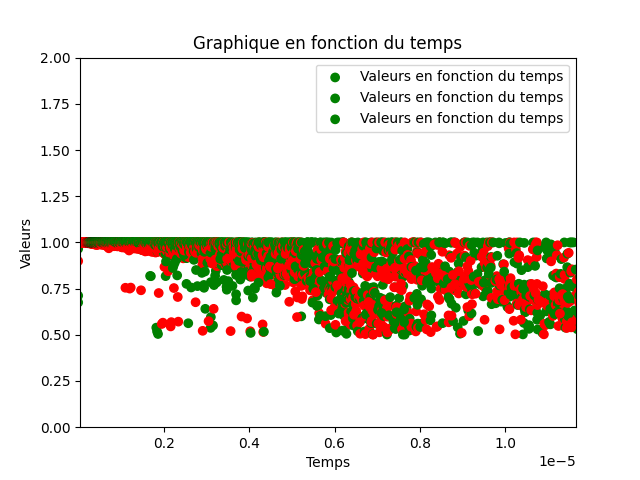 Graphique en fonction du temps
2.00
1.75
1.50
1.25
1.00
0.75
0.50
0.25
0.00
Valeurs
Valeurs en fonction du temps
Valeurs en fonction du temps
Valeurs en fonction du temps
0.2 0.4 0.6 0.8 1.0
1e−5
Temps